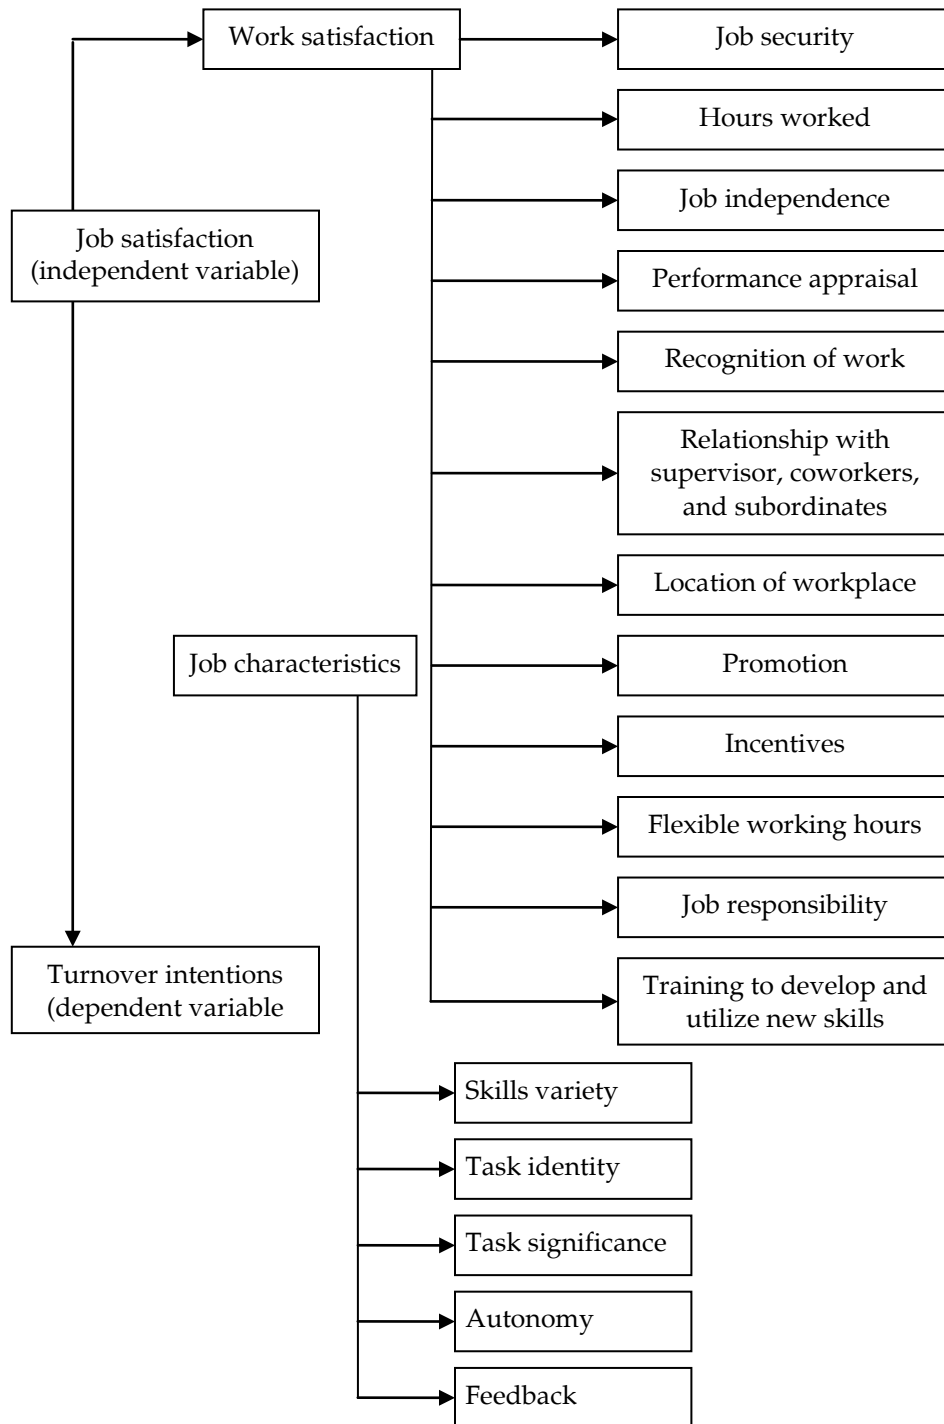 Work satisfaction
Job security
Hours worked
Job independence
Job satisfaction
(independent variable)
Performance appraisal
Recognition of work
Relationship with
supervisor, coworkers,
and subordinates
Location of workplace
Job characteristics
Promotion
Incentives
Flexible working hours
Job responsibility
Turnover intentions
(dependent variable
Training to develop and
utilize new skills
Skills variety
Task identity
Task significance
Autonomy
Feedback